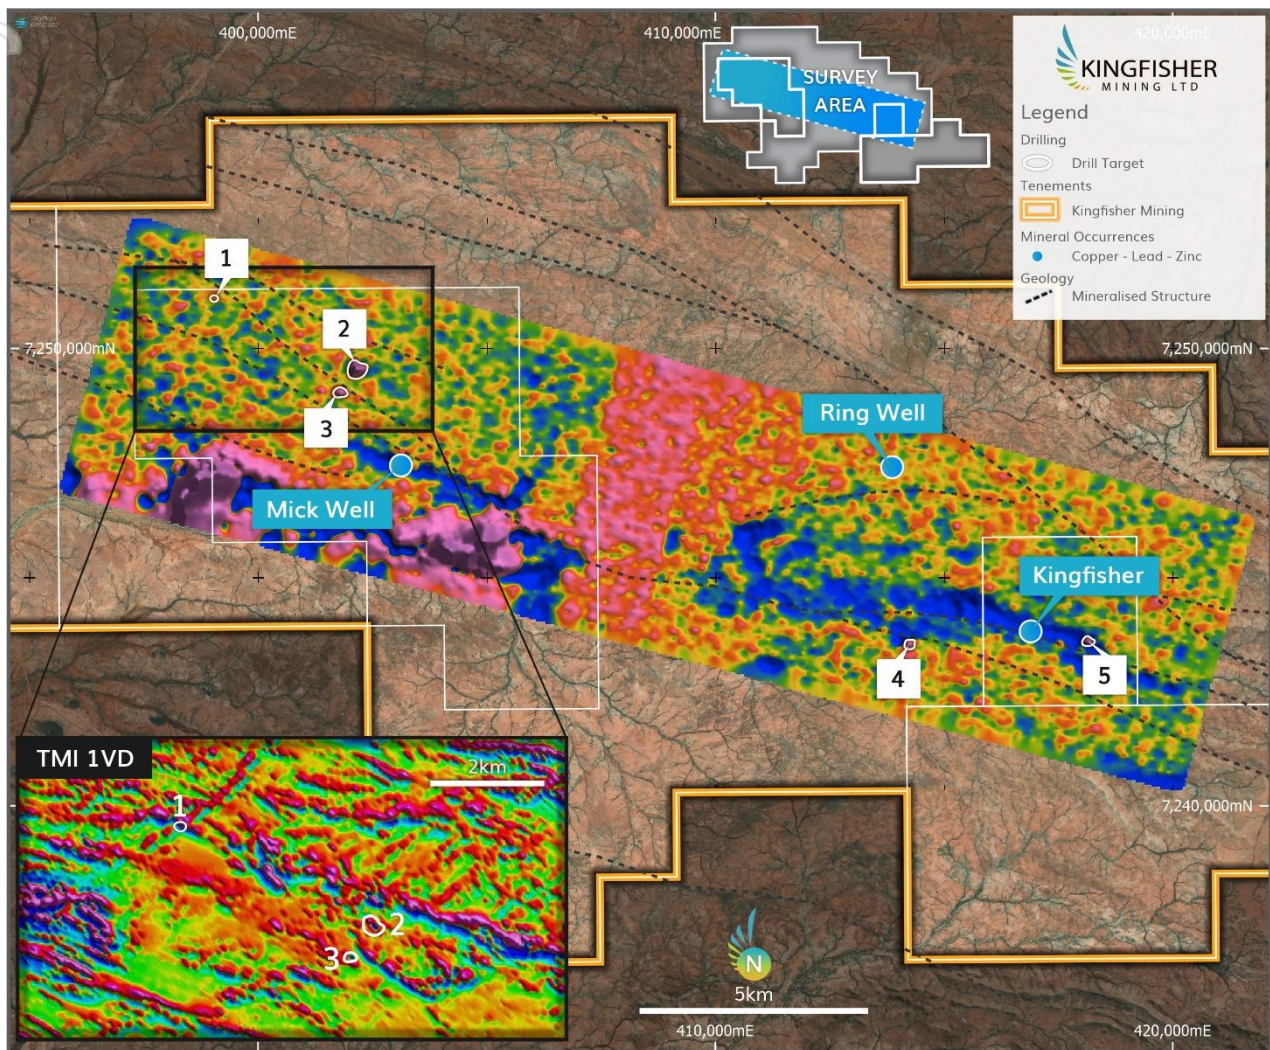 DigMaps
400,000mE
410,000mE
420,000mE
SURVEY
AREA
KINGFISHER
MINING LTD
Legend
Drilling
Drill Target
Tenements
Kingfisher Mining
Mineral Occurrences
Copper - Lead - Zinc
Geology
Mineralised Structure
1
2
7,250,000mN
7,250,000mN
3
Ring Well
Mick Well
Kingfisher
4
5
TMI 1VD
2km
1
2
3
7,240,000mN
N
5km
410,000mE
420,000mE